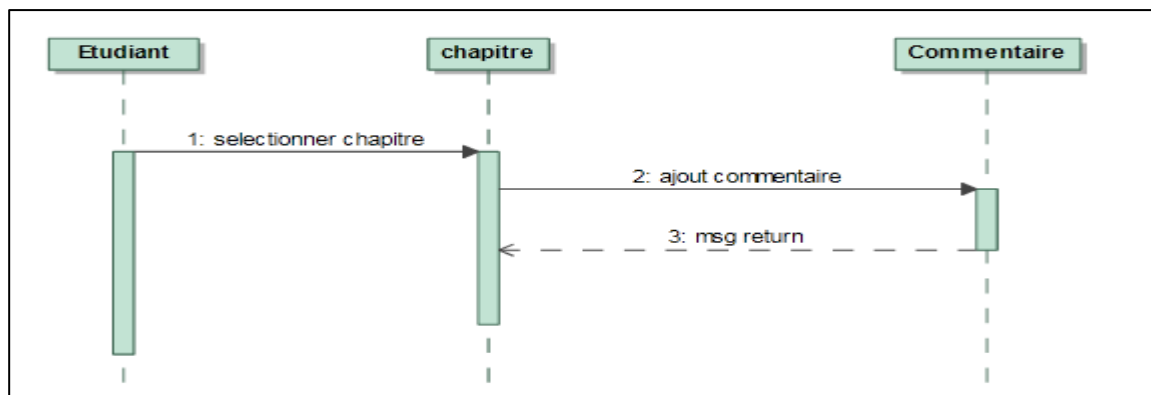 Etudiant
chapitre
Commentaire
1: selectionner chapitre
2: ajout commentaire
3: msg return